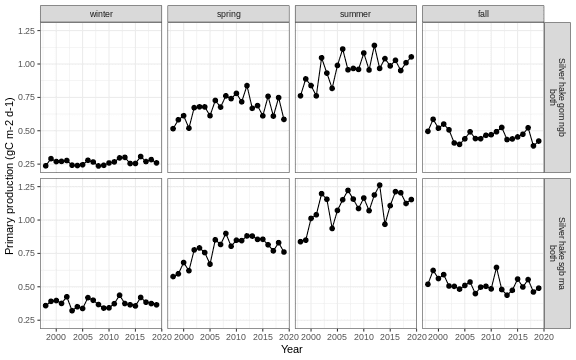 winter spring summer fall
1.25
1.00
0.75
0.50
0.25
Silver hake gom ngb
both
1.25
1.00
0.75
0.50
0.25
Silver hake sgb ma
both
Primary production (gC m-2 d-1)
2000 2005 2010 2015 2020 2000 2005 2010 2015 2020 2000 2005 2010 2015 2020 2000 2005 2010 2015 2020
Year